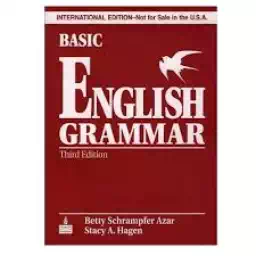 INTERNATIONAL EDITION–Not for Sale in the U.S.A.
BASIC
ENGLISH
GRAMMAR
Third Edition
Betty Schrampfer Azar
Stacy A. Hagen